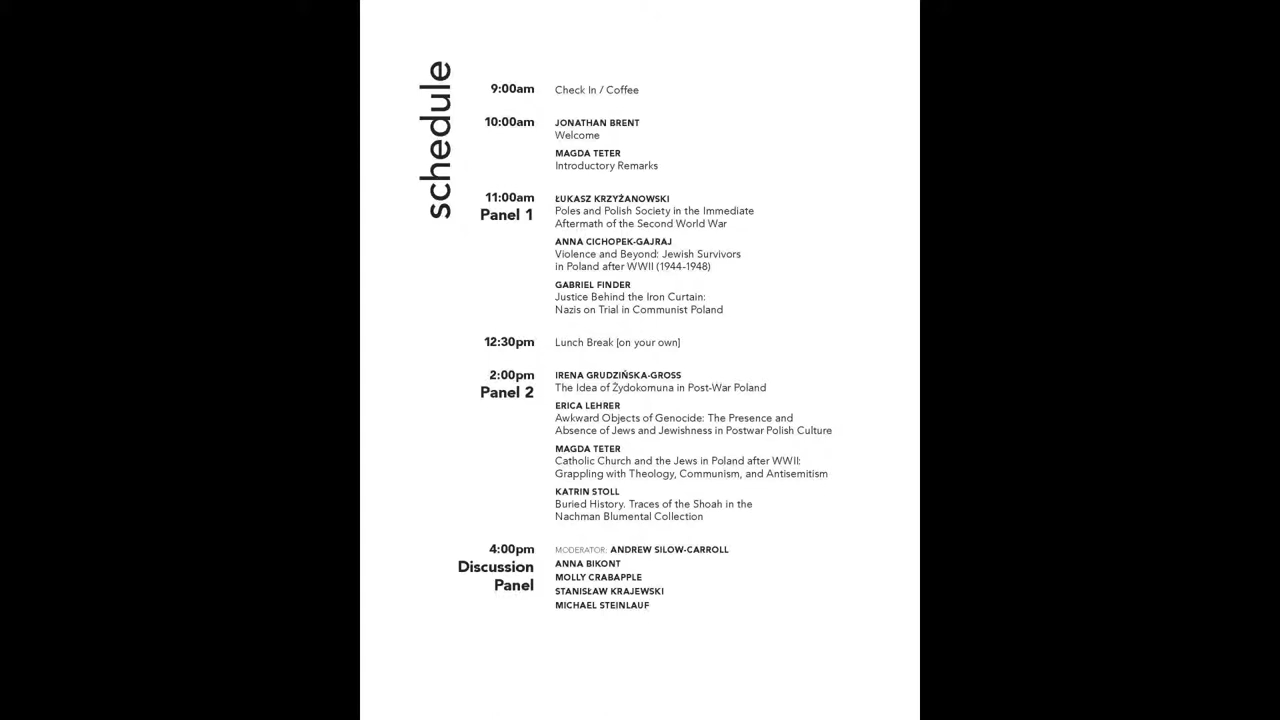 schedule
9:00am Check In / Coffee
10:00am JONATHAN BRENT
Welcome
MAGDA TETER
Introductory Remarks
11:00am ŁUKASZ KRZYŻANOWSKI
Panel 1 Poles and Polish Society in the Immediate
Aftermath of the Second World War
ANNA CICHOPEK-GAJRAJ
Violence and Beyond: Jewish Survivors
in Poland after WWII (1944-1948)
GABRIEL FINDER
Justice Behind the Iron Curtain:
Nazis on Trial in Communist Poland
12:30pm Lunch Break [on your own]
2:00pm IRENA GRUDZIŃSKA-GROSS
Panel 2 The Idea of Żydokomuna in Post-War Poland
ERICA LEHRER
Awkward Objects of Genocide: The Presence and
Absence of Jews and Jewishness in Postwar Polish Culture
MAGDA TETER
Catholic Church and the Jews in Poland after WWII:
Grappling with Theology, Communism, and Antisemitism
KATRIN STOLL
Buried History. Traces of the Shoah in the
Nachman Blumental Collection
4:00pm MODERATOR: ANDREW SILOW-CARROLL
Discussion ANNA BIKONT
Panel MOLLY CRABAPPLE
STANISŁAW KRAJEWSKI
MICHAEL STEINLAUF